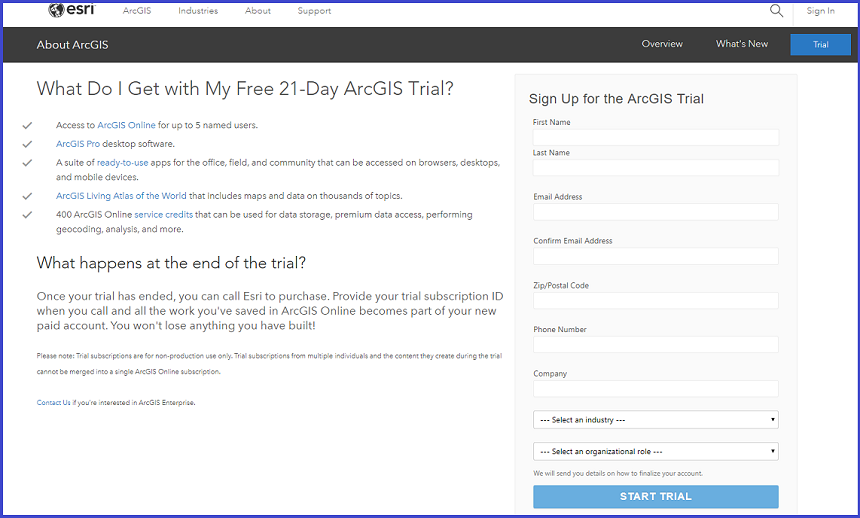 esri
ArcGIS Industries About Support Sign In
About ArcGIS Overview What's New Trial
What Do I Get with My Free 21-Day ArcGIS Trial?
Access to ArcGIS Online for up to 5 named users.
ArcGIS Pro desktop software.
A suite of ready-to-use apps for the office, field, and community that can be accessed on browsers, desktops,
and mobile devices.
ArcGIS Living Atlas of the World that includes maps and data on thousands of topics.
400 ArcGIS Online service credits that can be used for data storage, premium data access, performing
geocoding, analysis, and more.
What happens at the end of the trial?
Once your trial has ended, you can call Esri to purchase. Provide your trial subscription ID
when you call and all the work you've saved in ArcGIS Online becomes part of your new
paid account. You won't lose anything you have built!
Please note: Trial subscriptions are for non-production use only. Trial subscriptions from multiple individuals and the content they create during the trial
cannot be merged into a single ArcGIS Online subscription.
Contact Us if you're interested in ArcGIS Enterprise.
Sign Up for the ArcGIS Trial
First Name
Last Name
Email Address
Confirm Email Address
Zip/Postal Code
Phone Number
Company
--- Select an industry ---
--- Select an organizational role ---
We will send you details on how to finalize your account.
START TRIAL